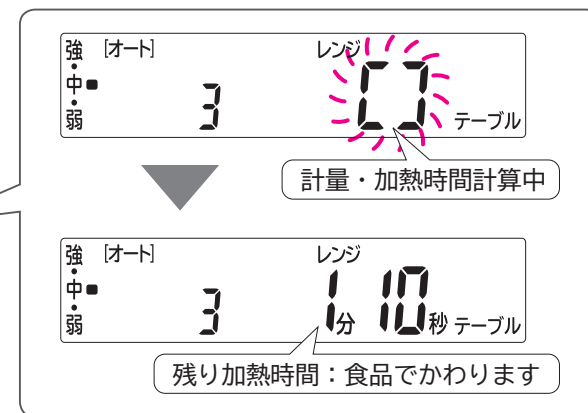 強 [オート] レンジ
・
中■
・
弱 3 テーブル
計量・加熱時間計算中
強 [オート] レンジ
・
中■
・
弱 3 1分 10秒 テーブル
残り加熱時間：食品でかわります